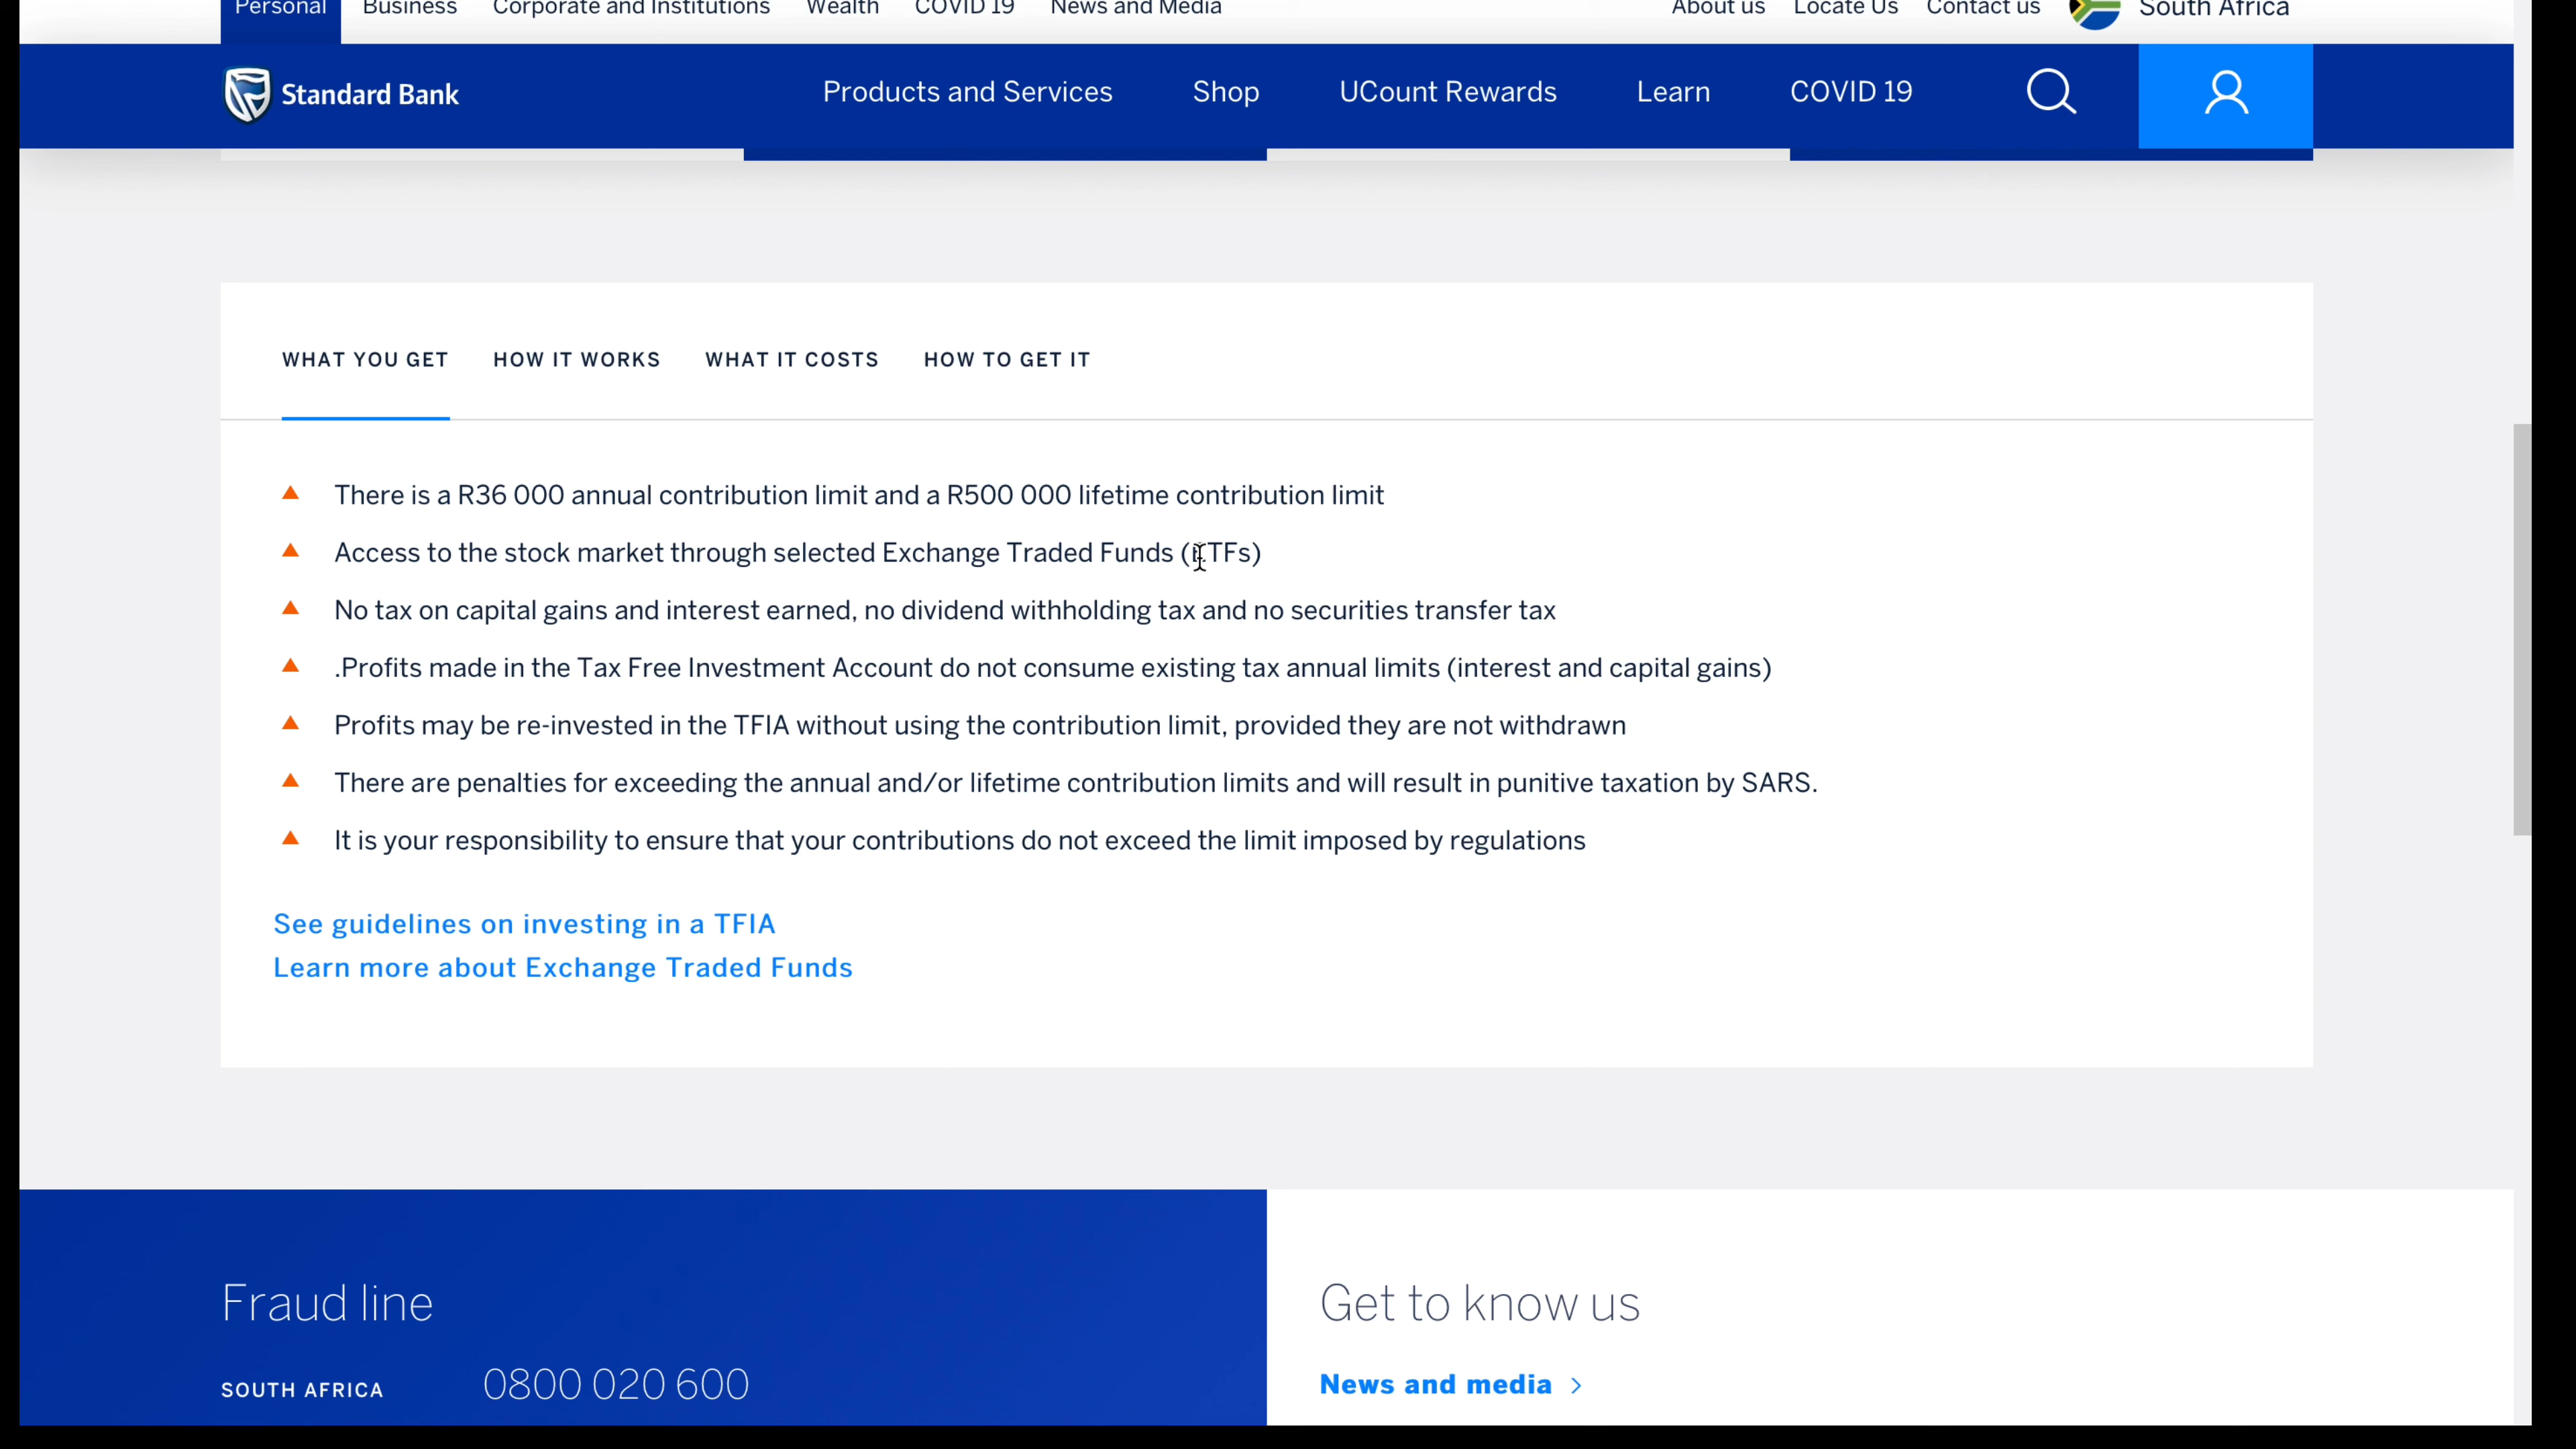 Personal Business Corporate and Institutions Wealth COVID 19 News and Media About us Locate Us Contact us South Africa
Standard Bank Products and Services Shop UCount Rewards Learn COVID 19
WHAT YOU GET HOW IT WORKS WHAT IT COSTS HOW TO GET IT
There is a R36 000 annual contribution limit and a R500 000 lifetime contribution limit
Access to the stock market through selected Exchange Traded Funds (ETFs)
No tax on capital gains and interest earned, no dividend withholding tax and no securities transfer tax
.Profits made in the Tax Free Investment Account do not consume existing tax annual limits (interest and capital gains)
Profits may be re-invested in the TFIA without using the contribution limit, provided they are not withdrawn
There are penalties for exceeding the annual and/or lifetime contribution limits and will result in punitive taxation by SARS.
It is your responsibility to ensure that your contributions do not exceed the limit imposed by regulations
See guidelines on investing in a TFIA
Learn more about Exchange Traded Funds
Fraud line
SOUTH AFRICA 0800 020 600
Get to know us
News and media